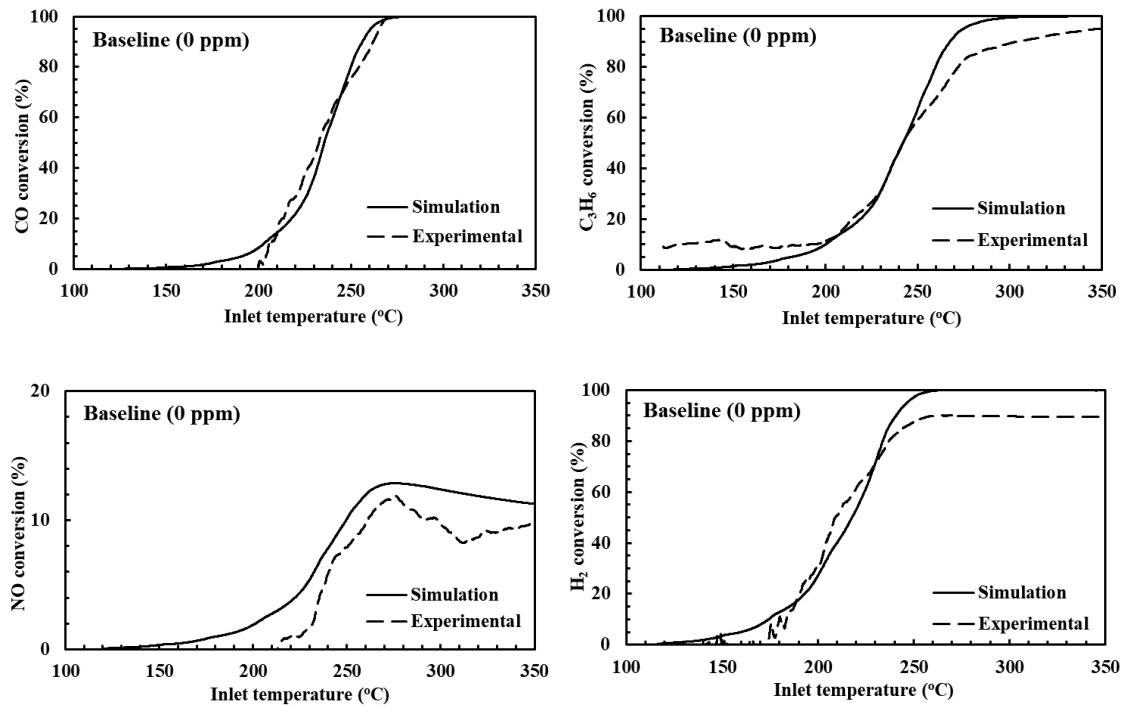 Baseline (0 ppm)
CO conversion (%)
100
80
60
40
20
0
Simulation
Experimental
100 150 200 250 300 350
Inlet temperature (ºC)
Baseline (0 ppm)
C₃H₆ conversion (%)
100
80
60
40
20
0
Simulation
Experimental
100 150 200 250 300 350
Inlet temperature (ºC)
Baseline (0 ppm)
NO conversion (%)
20
10
0
Simulation
Experimental
100 150 200 250 300 350
Inlet temperature (ºC)
Baseline (0 ppm)
H₂ conversion (%)
100
80
60
40
20
0
Simulation
Experimental
100 150 200 250 300 350
Inlet temperature (ºC)